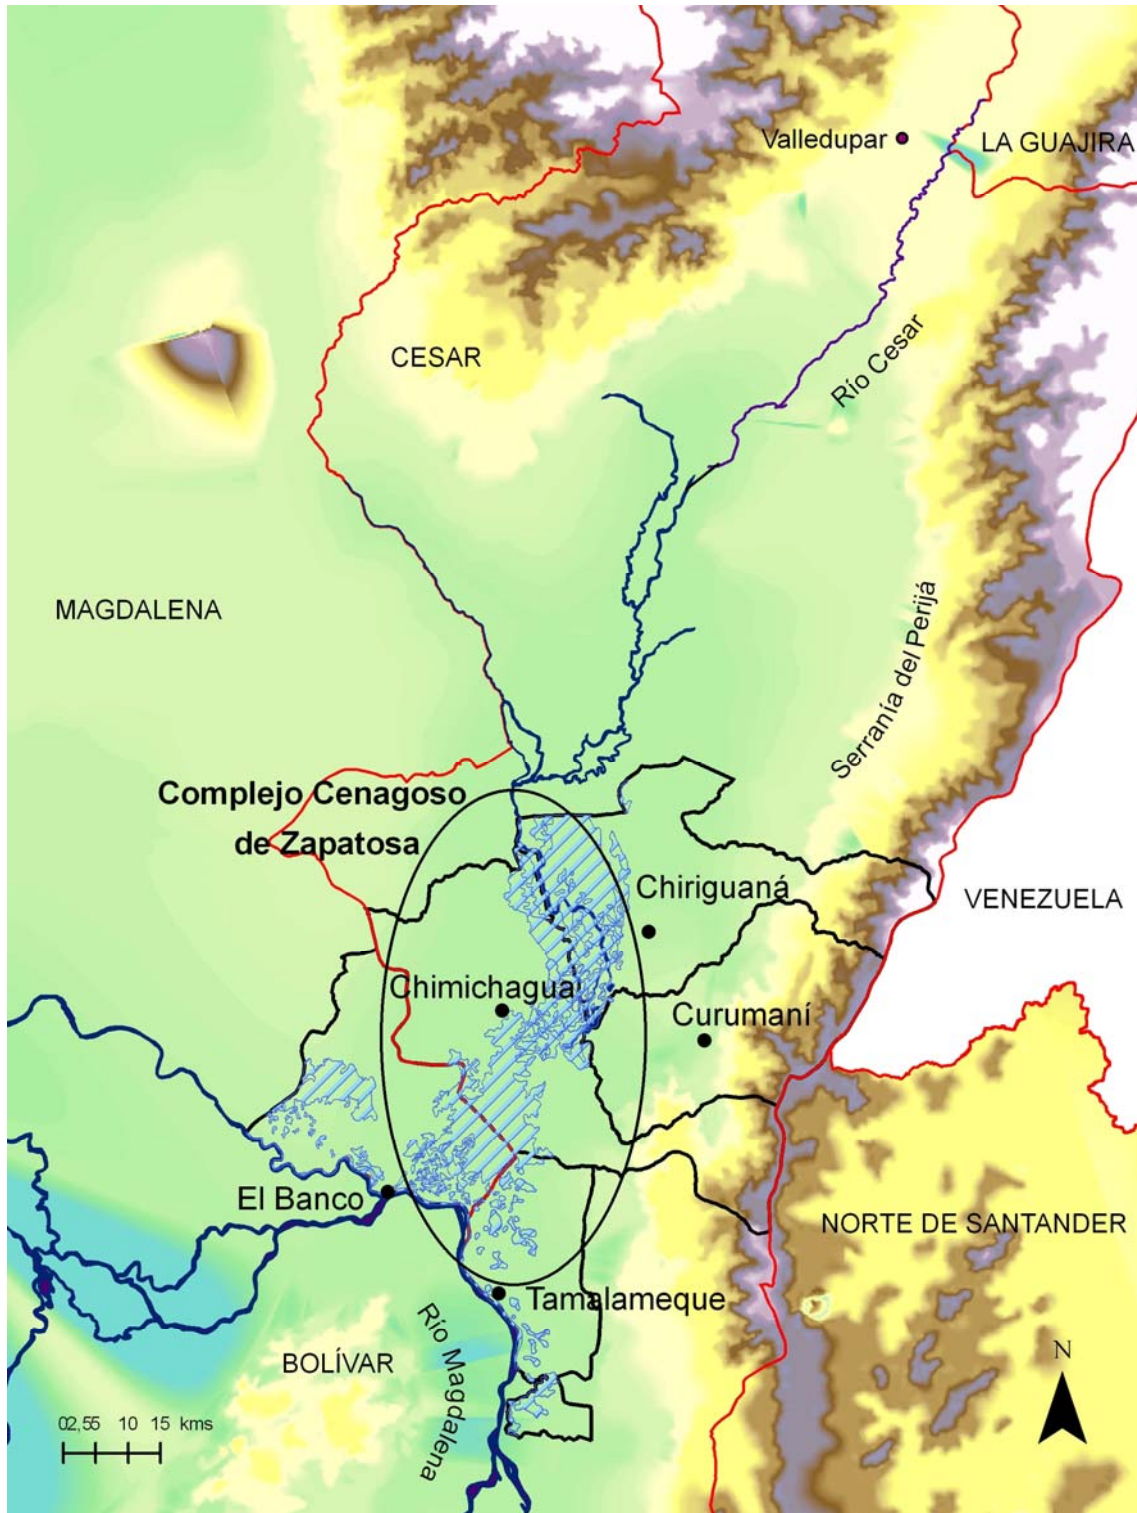 Valledupar
LA GUAJIRA
CESAR
Río Cesar
MAGDALENA
Serranía del Perijá
Complejo Cenagoso
de Zapatosa
Chiriguaná
VENEZUELA
Chimichagua
Curumaní
El Banco
NORTE DE SANTANDER
Tamalameque
Río Magdalena
BOLÍVAR
N
02,55 10 15 kms